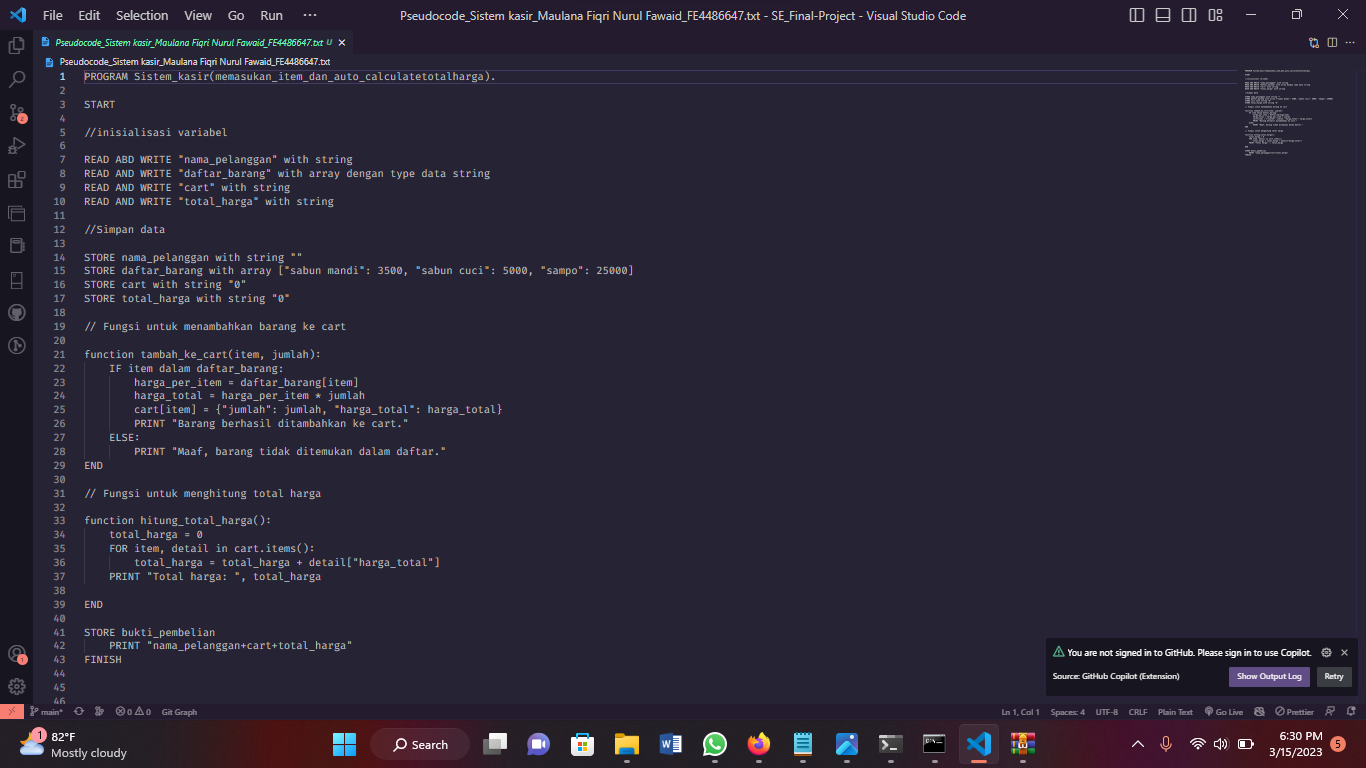 File Edit Selection View Go Run ··· Pseudocode_Sistem kasir_Maulana Fiqri Nurul Fawaid_FE4486647.txt - SE_Final-Project - Visual Studio Code
Pseudocode_Sistem kasir_Maulana Fiqri Nurul Fawaid_FE4486647.txt U
Pseudocode_Sistem kasir_Maulana Fiqri Nurul Fawaid_FE4486647.txt
1 PROGRAM Sistem_kasir(memasukan_item_dan_auto_calculatetotalharga).
2
3 START
4
5 //inisialisasi variabel
6
7 READ ABD WRITE "nama_pelanggan" with string
8 READ AND WRITE "daftar_barang" with array dengan type data string
9 READ AND WRITE "cart" with string
10 READ AND WRITE "total_harga" with string
11
12 //Simpan data
13
14 STORE nama_pelanggan with string ""
15 STORE daftar_barang with array ["sabun mandi": 3500, "sabun cuci": 5000, "sampo": 25000]
16 STORE cart with string "0"
17 STORE total_harga with string "0"
18
19 // Fungsi untuk menambahkan barang ke cart
20
21 function tambah_ke_cart(item, jumlah):
22 IF item dalam daftar_barang:
23 harga_per_item = daftar_barang[item]
24 harga_total = harga_per_item * jumlah
25 cart[item] = {"jumlah": jumlah, "harga_total": harga_total}
26 PRINT "Barang berhasil ditambahkan ke cart."
27 ELSE:
28 PRINT "Maaf, barang tidak ditemukan dalam daftar."
29 END
30
31 // Fungsi untuk menghitung total harga
32
33 function hitung_total_harga():
34 total_harga = 0
35 FOR item, detail in cart.items():
36 total_harga = total_harga + detail["harga_total"]
37 PRINT "Total harga: ", total_harga
38
39 END
40
41 STORE bukti_pembelian
42 PRINT "nama_pelanggan+cart+total_harga"
43 FINISH
44
45
46
2
1
You are not signed in to GitHub. Please sign in to use Copilot.
Source: GitHub Copilot (Extension) Show Output Log Retry
main* 0 0 Git Graph Ln 1, Col 1 Spaces: 4 UTF-8 CRLF Plain Text Go Live Prettier
1 82°F
Mostly cloudy
Search
6:30 PM
3/15/2023
5